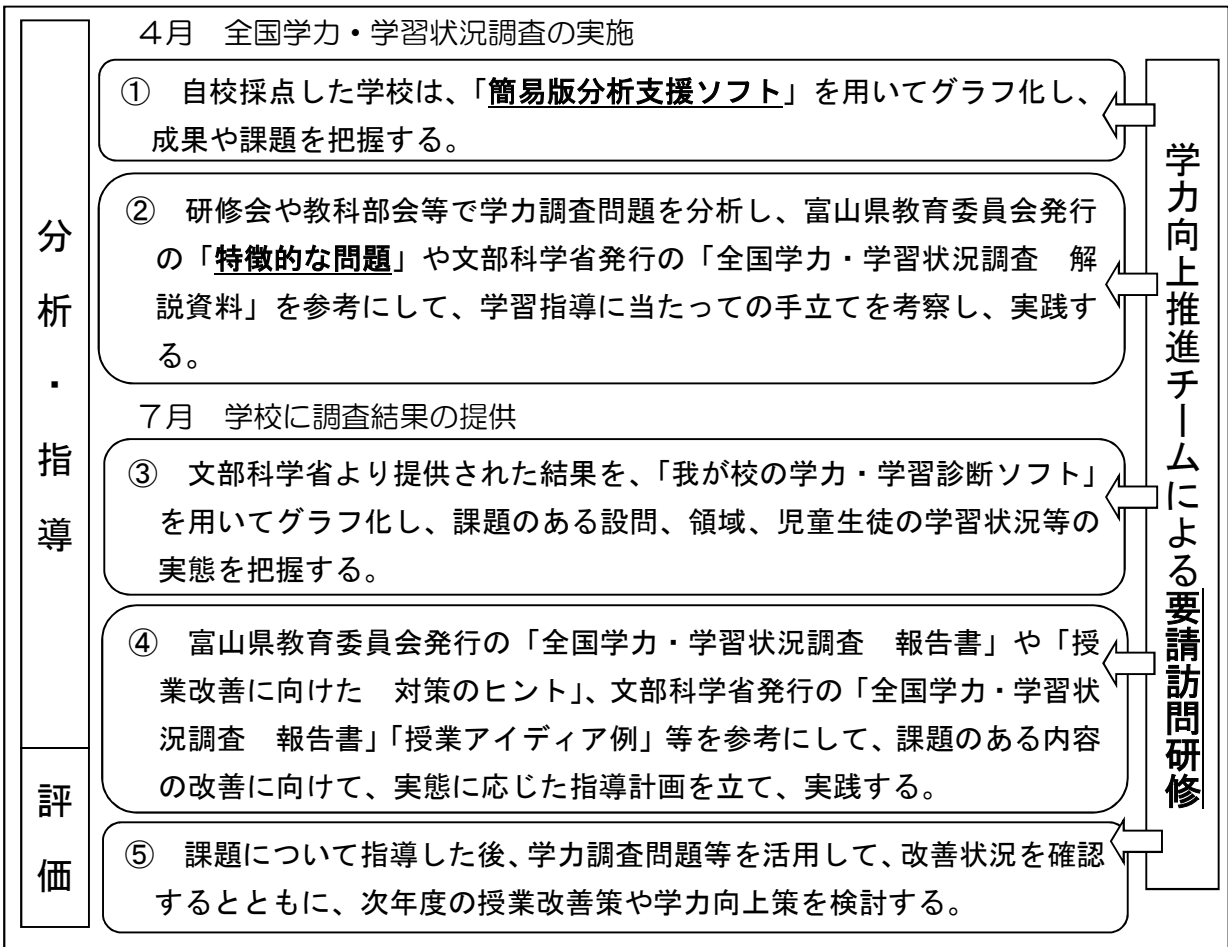 ４月　全国学力・学習状況調査の実施
①　自校採点した学校は、「簡易版分析支援ソフト」を用いてグラフ化し、
成果や課題を把握する。
②　研修会や教科部会等で学力調査問題を分析し、富山県教育委員会発行
の「特徴的な問題」や文部科学省発行の「全国学力・学習状況調査　解
説資料」を参考にして、学習指導に当たっての手立てを考察し、実践す
る。
７月　学校に調査結果の提供
③　文部科学省より提供された結果を、「我が校の学力・学習診断ソフト」
を用いてグラフ化し、課題のある設問、領域、児童生徒の学習状況等の
実態を把握する。
④　富山県教育委員会発行の「全国学力・学習状況調査　報告書」や「授
業改善に向けた　対策のヒント」、文部科学省発行の「全国学力・学習状
況調査　報告書」「授業アイディア例」等を参考にして、課題のある内容
の改善に向けて、実態に応じた指導計画を立て、実践する。
⑤　課題について指導した後、学力調査問題等を活用して、改善状況を確認
するとともに、次年度の授業改善策や学力向上策を検討する。
分析・指導
評価
学力向上推進チームによる要請訪問研修